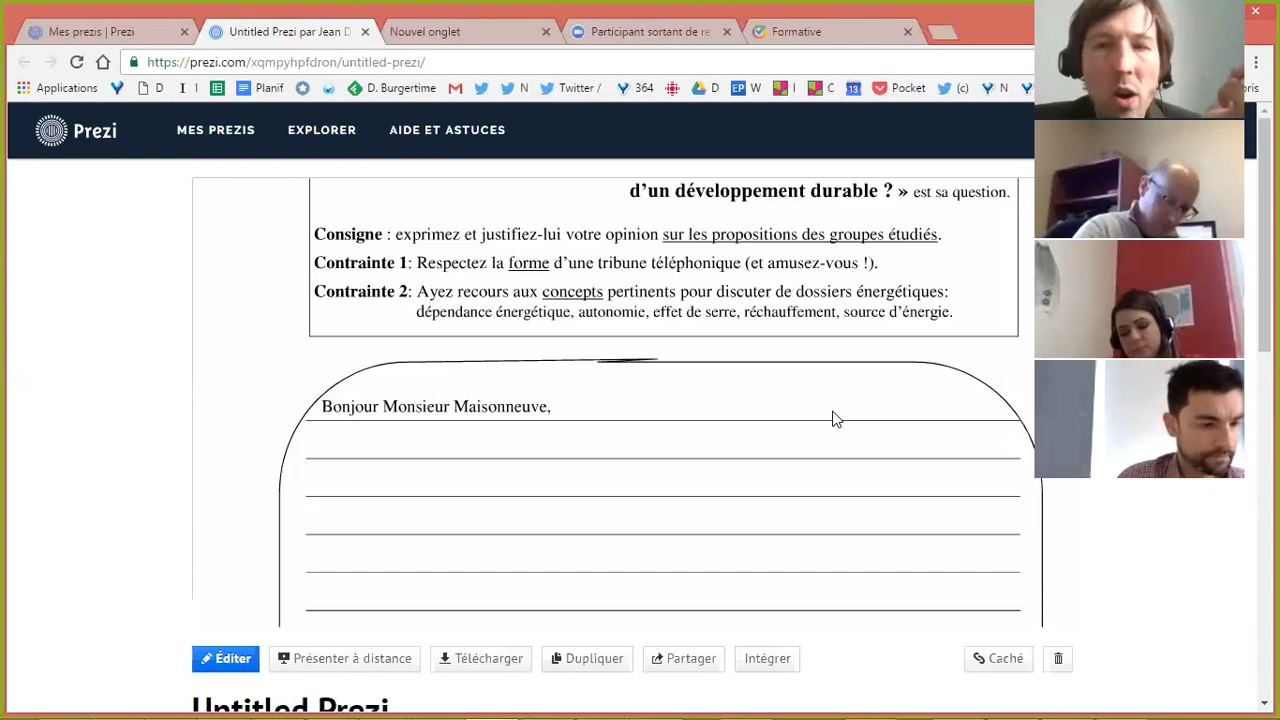 Mes prezis | Prezi
Untitled Prezi par Jean D
Nouvel onglet
Participant sortant de re
Formative
https://prezi.com/xqmpyhpfdron/untitled-prezi/
Applications D I I Planif D. Burgertime N Twitter / 364 D EP W I C 13 Pocket (c) N
Prezi MES PREZIS EXPLORER AIDE ET ASTUCES
d'un développement durable ? » est sa question.
Consigne : exprimez et justifiez-lui votre opinion sur les propositions des groupes étudiés.
Contrainte 1: Respectez la forme d'une tribune téléphonique (et amusez-vous !).
Contrainte 2: Ayez recours aux concepts pertinents pour discuter de dossiers énergétiques:
dépendance énergétique, autonomie, effet de serre, réchauffement, source d'énergie.
Bonjour Monsieur Maisonneuve,
Éditer Présenter à distance Télécharger Dupliquer Partager Intégrer Caché
Untitled Prezi